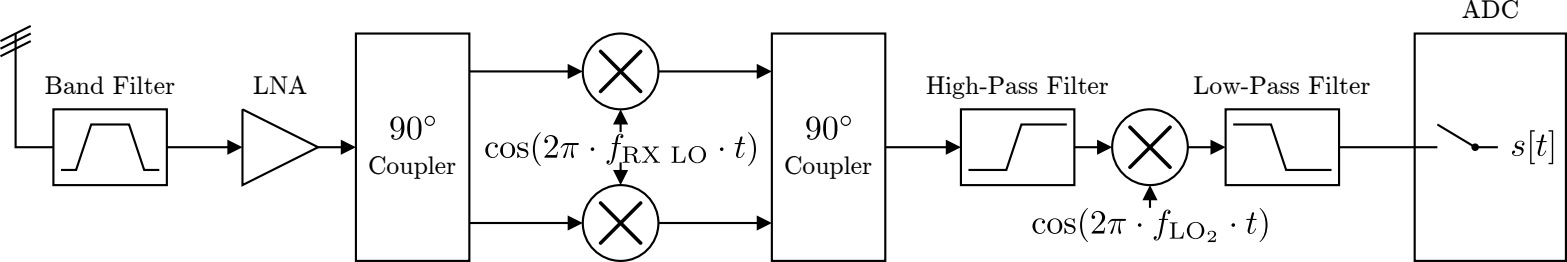 Band Filter
LNA
90°
Coupler
cos(2π · f_RX LO · t)
90°
Coupler
High-Pass Filter
cos(2π · f_LO₂ · t)
Low-Pass Filter
ADC
s[t]